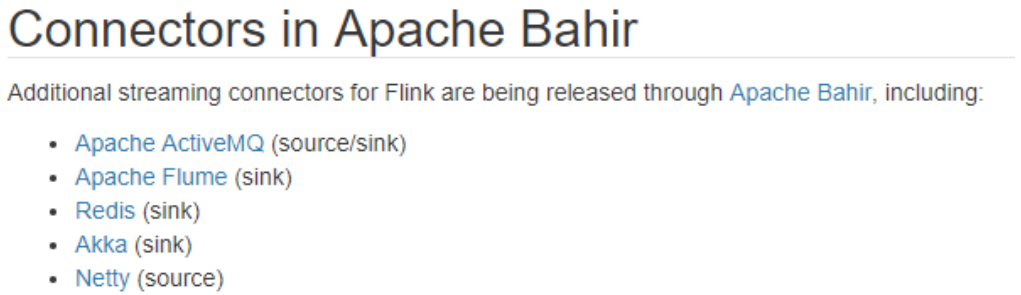 Connectors in Apache Bahir
Additional streaming connectors for Flink are being released through Apache Bahir, including:
• Apache ActiveMQ (source/sink)
• Apache Flume (sink)
• Redis (sink)
• Akka (sink)
• Netty (source)